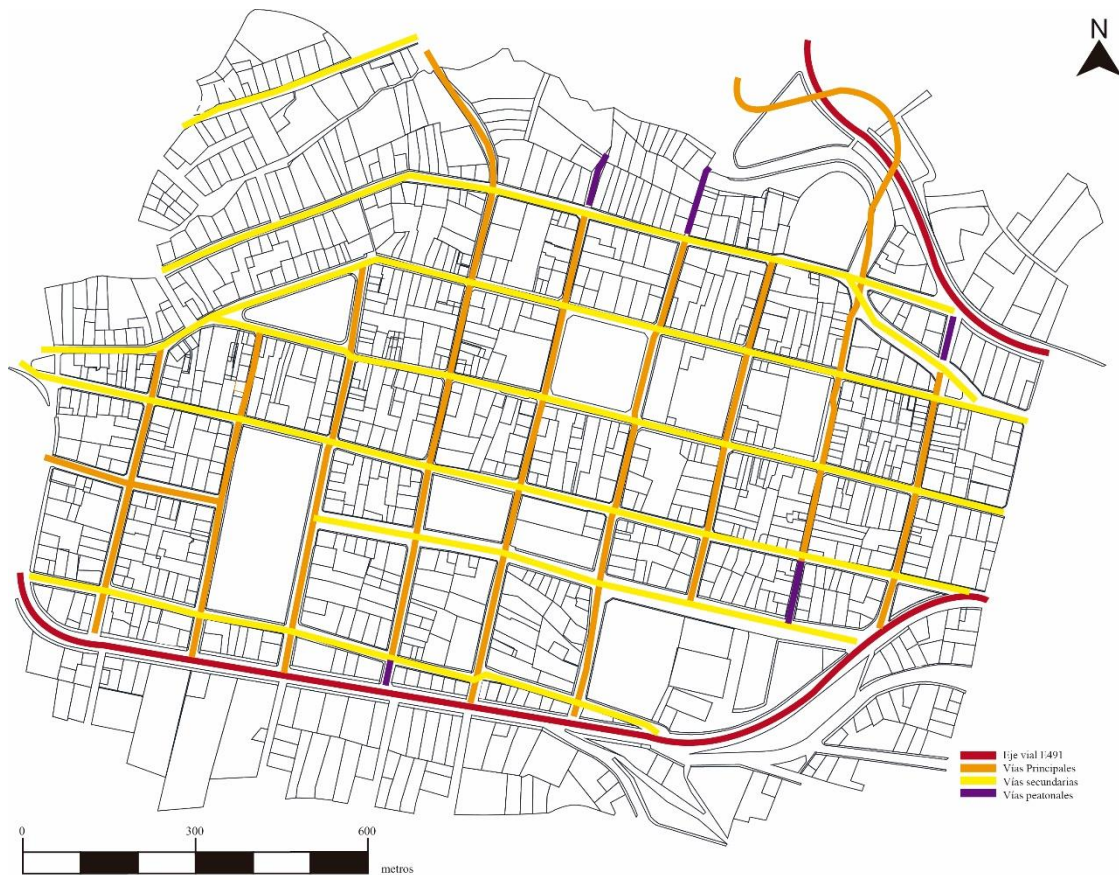 N
Eje vial E491
Vías Principales
Vías secundarias
Vías peatonales
0 300 600
metros